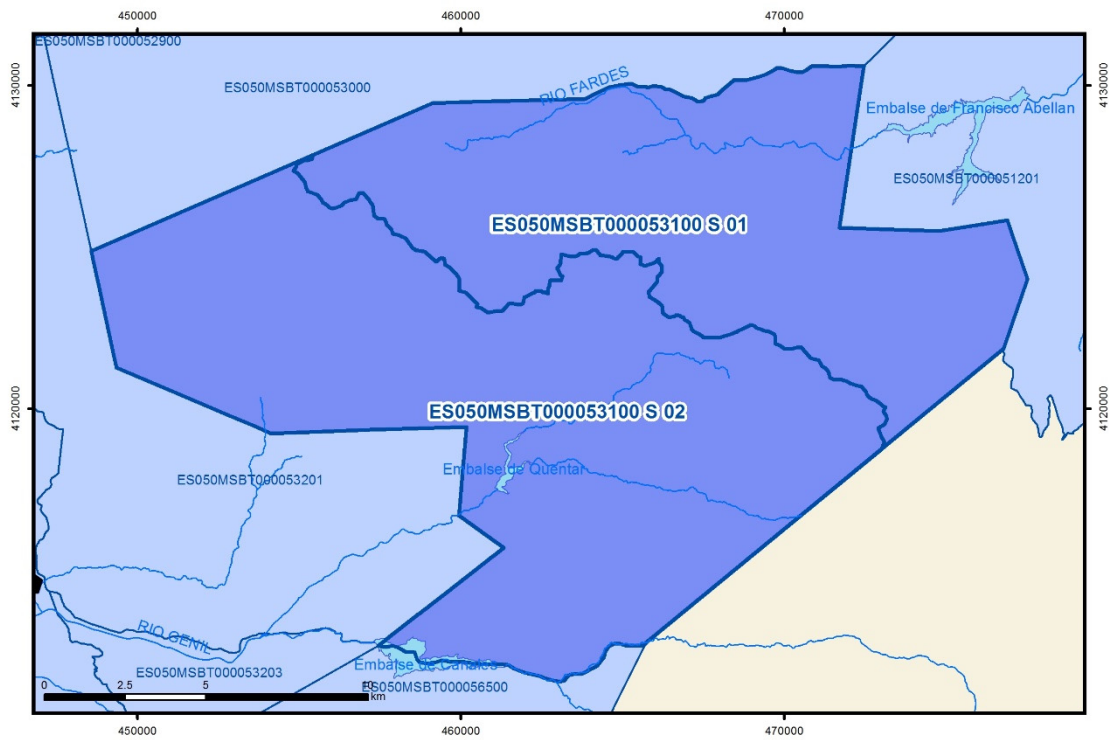 450000
460000
470000
ES050MSBT000052900
4130000
4130000
ES050MSBT000053000
RIO FARDES
Embalse de Francisco Abellan
ES050MSBT000051201
ES050MSBT000053100 S 01
4120000
4120000
ES050MSBT000053100 S 02
Embalse de Quentar
ES050MSBT000053201
RIO GENIL
ES050MSBT000053203
Embalse de Canales
ES050MSBT000056500
0
2.5
5
10
km
450000
460000
470000